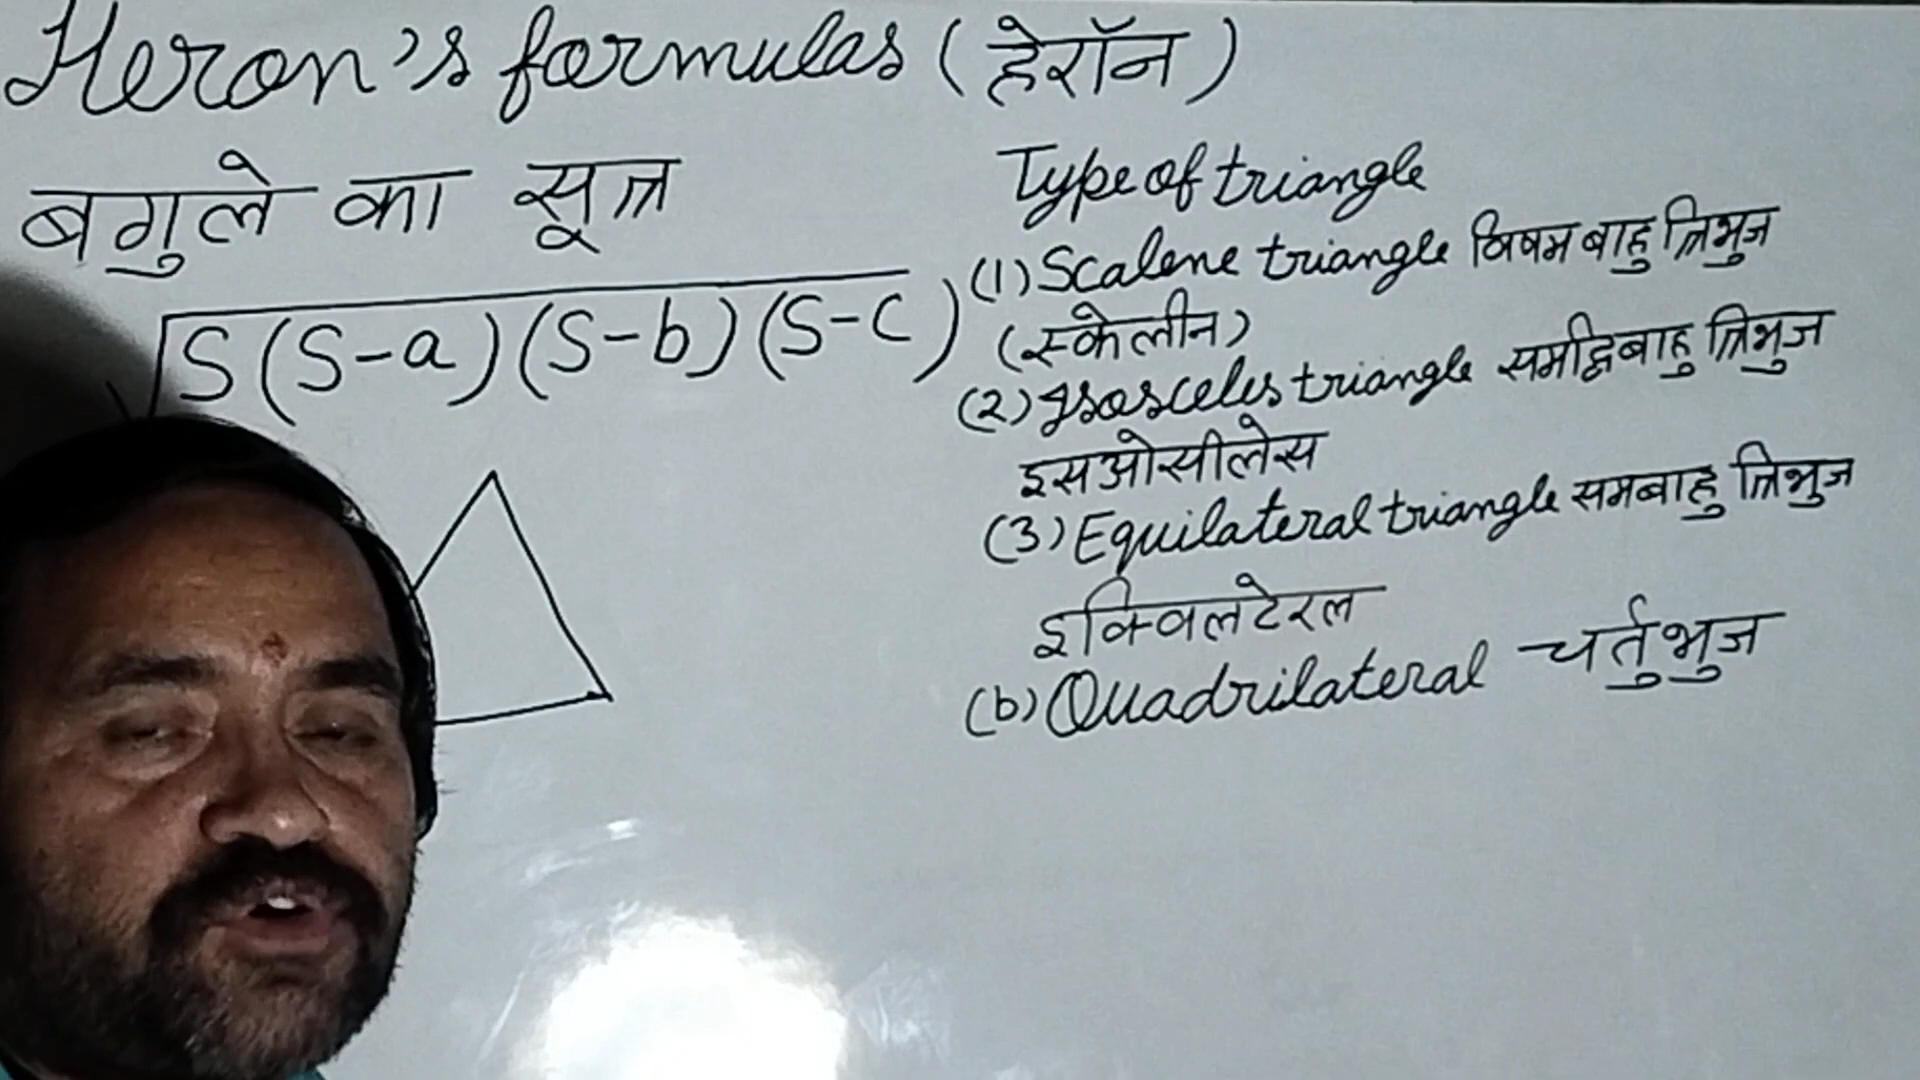 Heron's formulas (हेरॉन)
बगुले का सूत्र
√S(S-a)(S-b)(S-c)
Type of triangle
(1) Scalene triangle विषम बाहु त्रिभुज
(स्केलीन)
(2) Isosceles triangle समद्विबाहु त्रिभुज
इसओसीलेस
(3) Equilateral triangle समबाहु त्रिभुज
इक्विलटेरल
(b) Quadrilateral चर्तुभुज